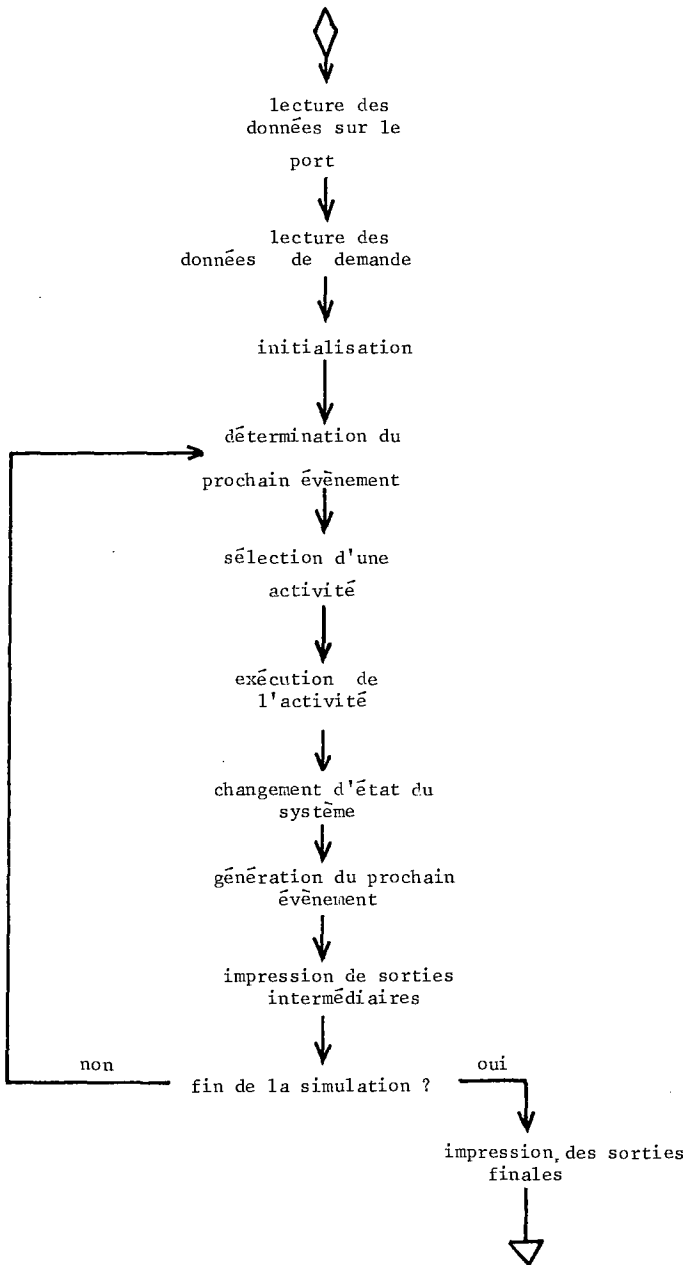 lecture des
données sur le
port
lecture des
données de demande
initialisation
détermination du
prochain évènement
sélection d'une
activité
exécution de
l'activité
changement d'état du
système
génération du prochain
évènement
impression de sorties
intermédiaires
non
fin de la simulation ?
oui
impression des sorties
finales